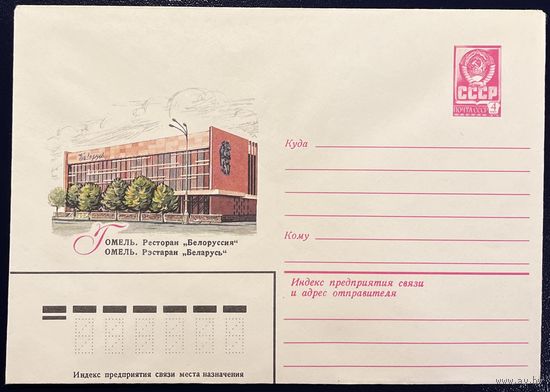 СССР
ПОЧТА СССР
4
Куда
Кому
ГОМЕЛЬ. Ресторан „Белоруссия“
ГОМЕЛЬ. Рэстаран „Беларусь“
Индекс предприятия связи
и адрес отправителя
Индекс предприятия связи места назначения